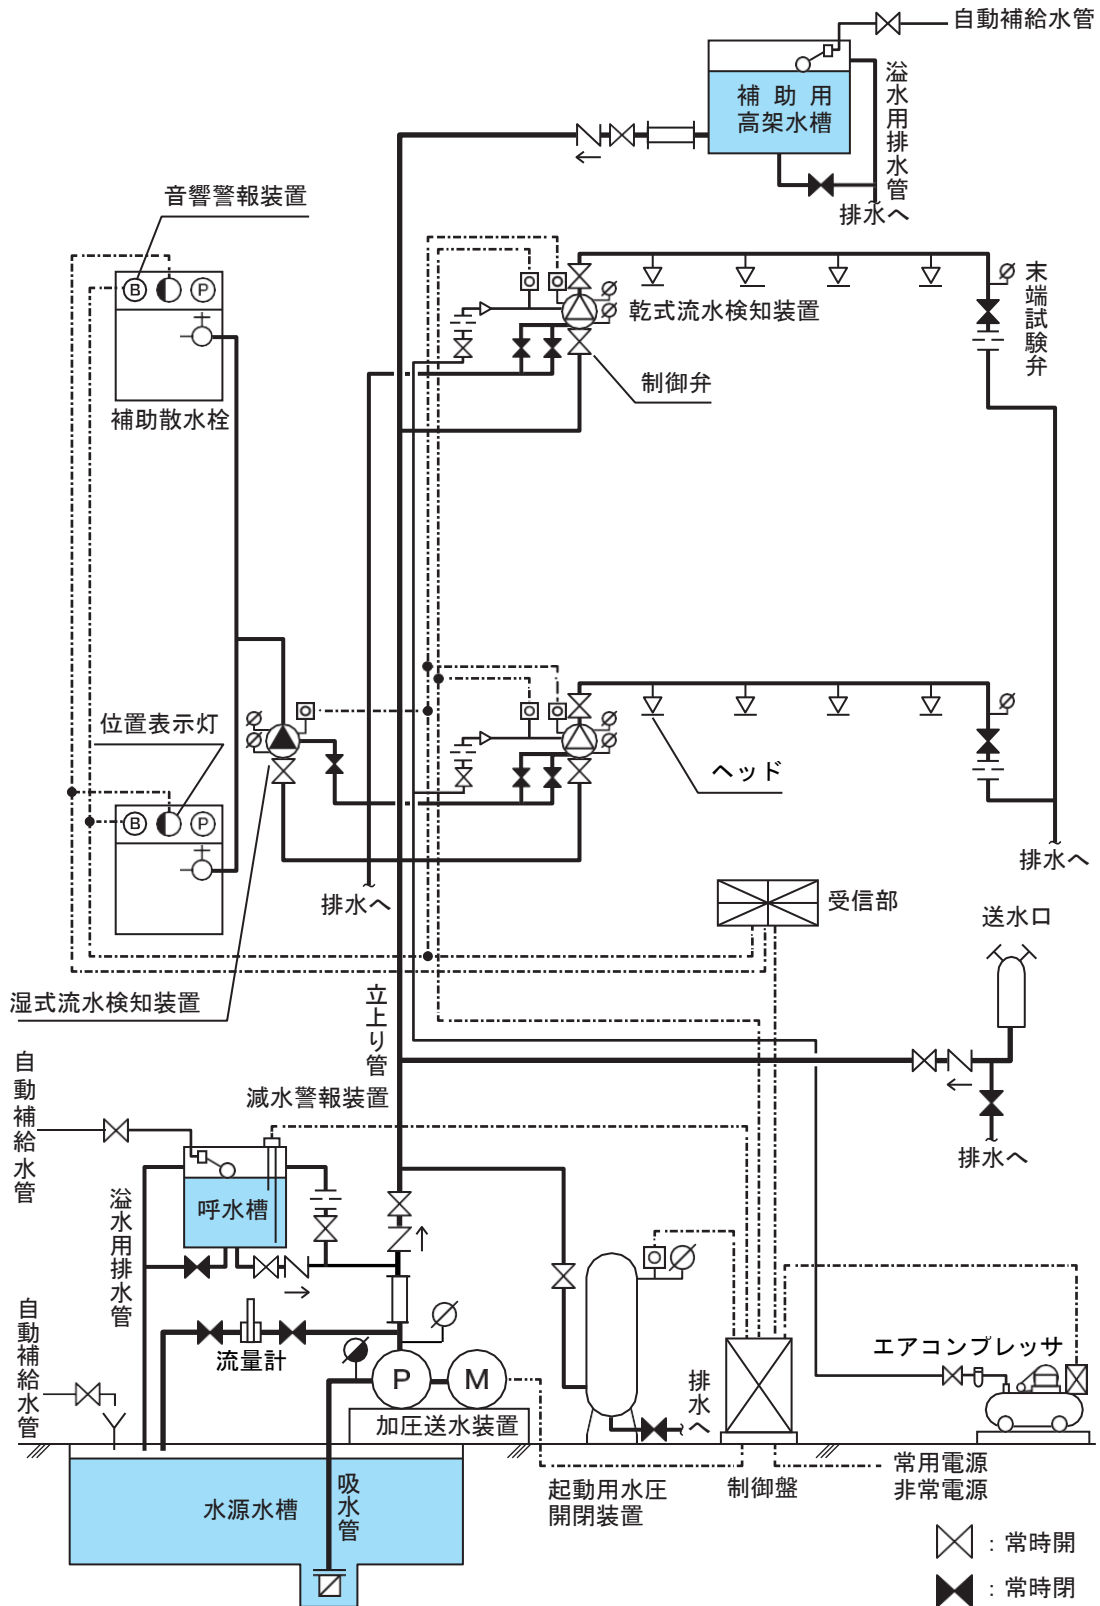 自動補給水管
溢水用排水管
補助用
高架水槽
排水へ
音響警報装置
B
P
補助散水栓
乾式流水検知装置
末端試験弁
制御弁
位置表示灯
B
P
ヘッド
排水へ
排水へ
受信部
送水口
湿式流水検知装置
立上り管
自動補給水管
減水警報装置
呼水槽
溢水用排水管
排水へ
自動補給水管
流量計
P
M
加圧送水装置
排水へ
エアコンプレッサ
水源水槽
吸水管
起動用水圧
開閉装置
制御盤
常用電源
非常電源
：常時開
：常時閉